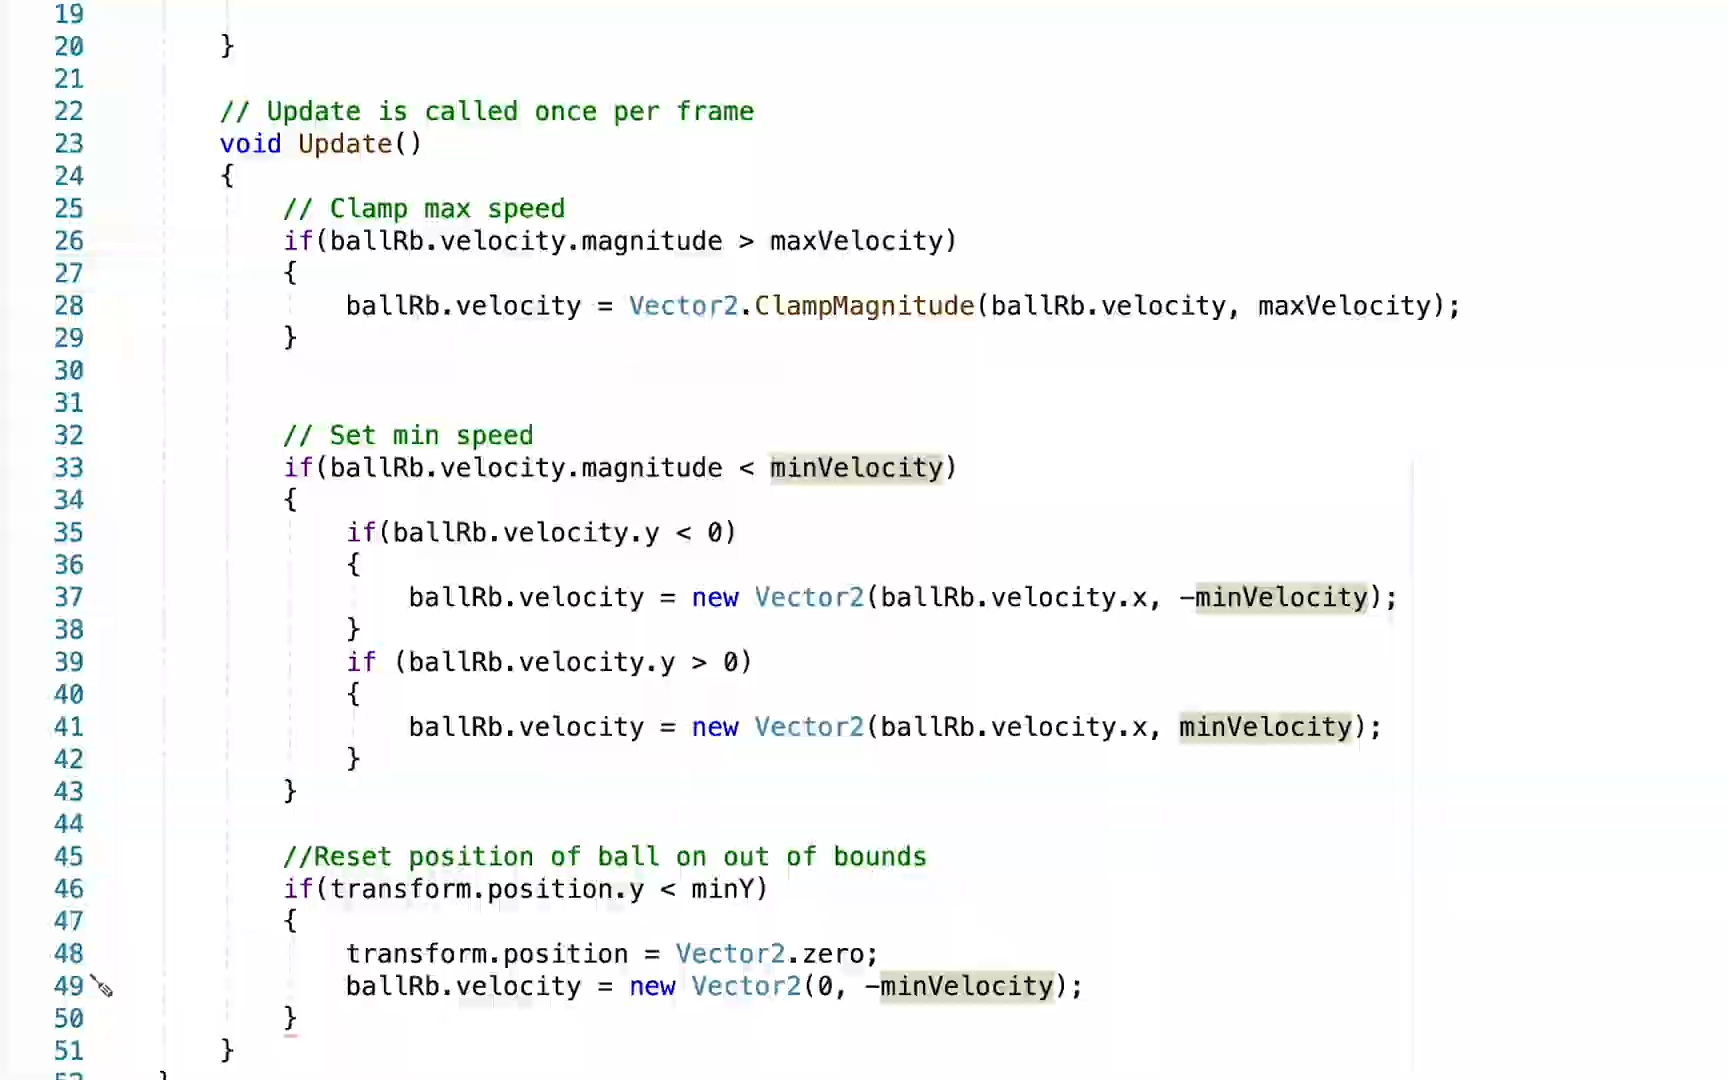 19
20 }
21
22 // Update is called once per frame
23 void Update()
24 {
25 // Clamp max speed
26 if(ballRb.velocity.magnitude > maxVelocity)
27 {
28 ballRb.velocity = Vector2.ClampMagnitude(ballRb.velocity, maxVelocity);
29 }
30
31
32 // Set min speed
33 if(ballRb.velocity.magnitude < minVelocity)
34 {
35 if(ballRb.velocity.y < 0)
36 {
37 ballRb.velocity = new Vector2(ballRb.velocity.x, -minVelocity);
38 }
39 if (ballRb.velocity.y > 0)
40 {
41 ballRb.velocity = new Vector2(ballRb.velocity.x, minVelocity);
42 }
43 }
44
45 //Reset position of ball on out of bounds
46 if(transform.position.y < minY)
47 {
48 transform.position = Vector2.zero;
49 ballRb.velocity = new Vector2(0, -minVelocity);
50 }
51 }